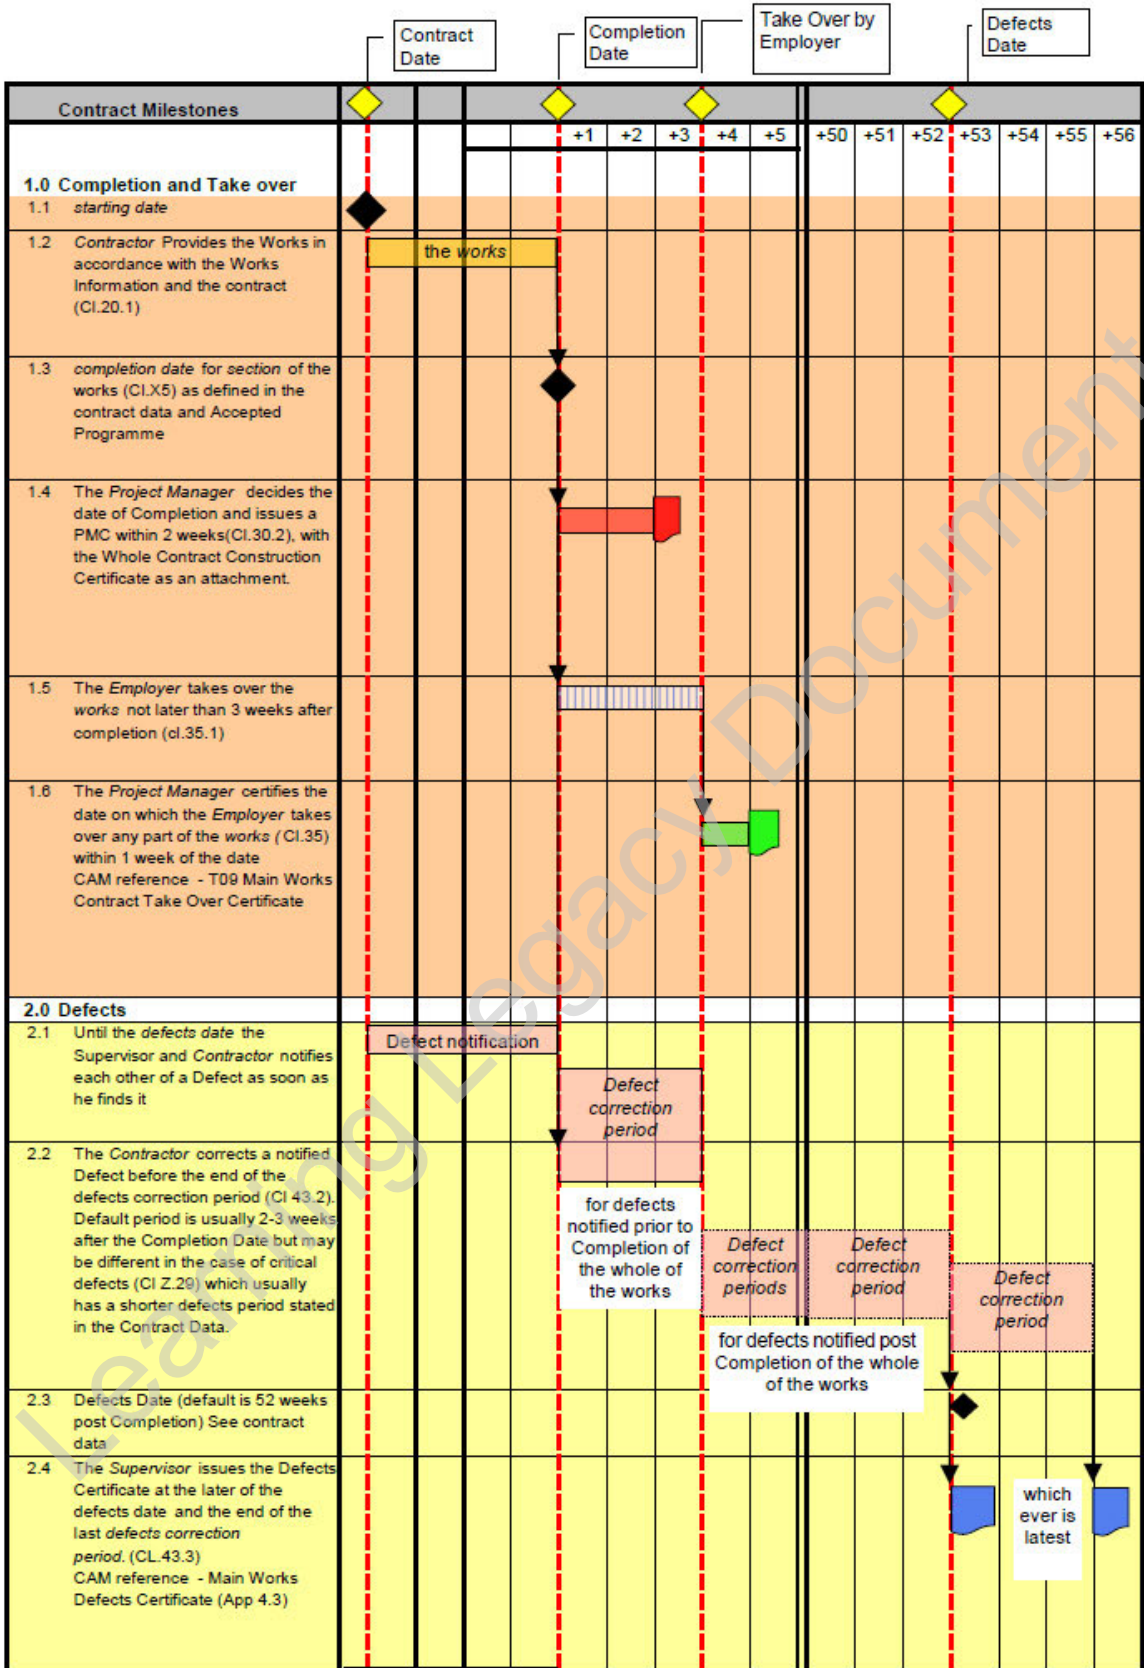 Contract
Date
Completion
Date
Take Over by
Employer
Defects
Date
Contract Milestones
+1 +2 +3 +4 +5 +50 +51 +52 +53 +54 +55 +56
1.0 Completion and Take over
1.1 starting date
1.2 Contractor Provides the Works in
accordance with the Works
Information and the contract
(Cl.20.1)
the works
1.3 completion date for section of the
works (Cl.X5) as defined in the
contract data and Accepted
Programme
1.4 The Project Manager decides the
date of Completion and issues a
PMC within 2 weeks(Cl.30.2), with
the Whole Contract Construction
Certificate as an attachment.
1.5 The Employer takes over the
works not later than 3 weeks after
completion (cl.35.1)
1.6 The Project Manager certifies the
date on which the Employer takes
over any part of the works ( Cl.35)
within 1 week of the date
CAM reference - T09 Main Works
Contract Take Over Certificate
2.0 Defects
2.1 Until the defects date the
Supervisor and Contractor notifies
each other of a Defect as soon as
he finds it
Defect notification
Defect
correction
period
2.2 The Contractor corrects a notified
Defect before the end of the
defects correction period (Cl 43.2).
Default period is usually 2-3 weeks
after the Completion Date but may
be different in the case of critical
defects (Cl Z.29) which usually
has a shorter defects period stated
in the Contract Data.
for defects
notified prior to
Completion of
the whole of
the works
Defect
correction
periods
Defect
correction
period
Defect
correction
period
for defects notified post
Completion of the whole
of the works
2.3 Defects Date (default is 52 weeks
post Completion) See contract
data
2.4 The Supervisor issues the Defects
Certificate at the later of the
defects date and the end of the
last defects correction
period. (CL.43.3)
CAM reference - Main Works
Defects Certificate (App 4.3)
which
ever is
latest
Learning Legacy Document